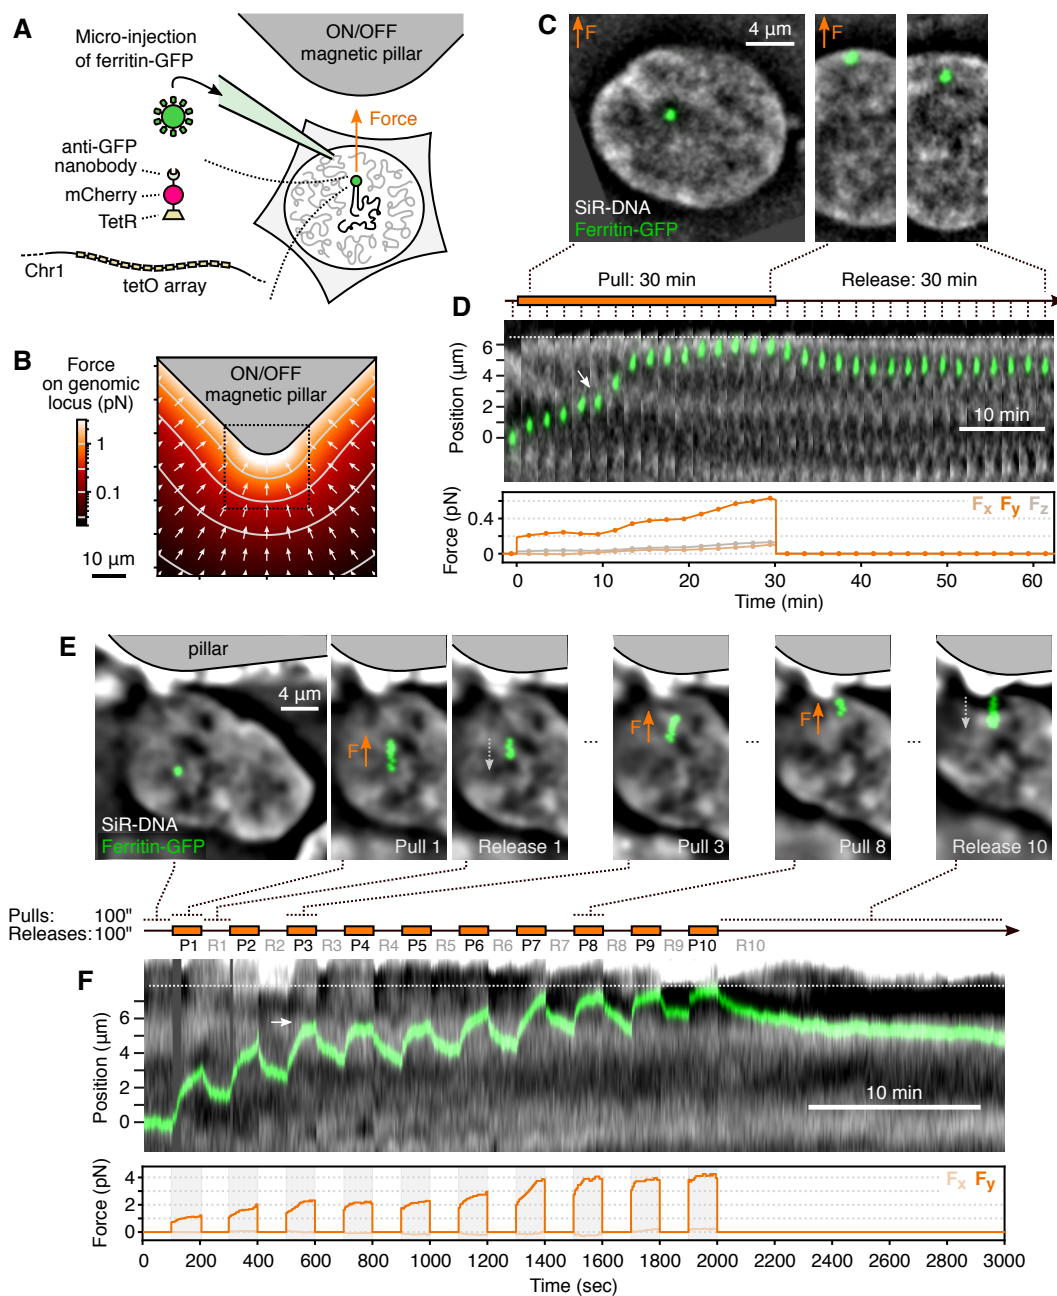 A
Micro-injection
of ferritin-GFP
ON/OFF
magnetic pillar
Force
anti-GFP
nanobody
mCherry
TetR
Chr1
tetO array
B
Force
on genomic
locus (pN)
1
0.1
10 µm
ON/OFF
magnetic pillar
C
F
4 µm
F
SiR-DNA
Ferritin-GFP
Pull: 30 min
Release: 30 min
D
Position (µm)
6
4
2
0
10 min
Force (pN)
0.4
0
Fx Fy Fz
0 10 20 30 40 50 60
Time (min)
E
pillar
4 µm
F
F
F
...
...
...
SiR-DNA
Ferritin-GFP
Pull 1
Release 1
Pull 3
Pull 8
Release 10
Pulls: 100"
Releases: 100"
P1 R1 P2 R2 P3 R3 P4 R4 P5 R5 P6 R6 P7 R7 P8 R8 P9 R9 P10 R10
F
Position (µm)
6
4
2
0
10 min
Force (pN)
4
2
0
Fx Fy
0 200 400 600 800 1000 1200 1400 1600 1800 2000 2200 2400 2600 2800 3000
Time (sec)